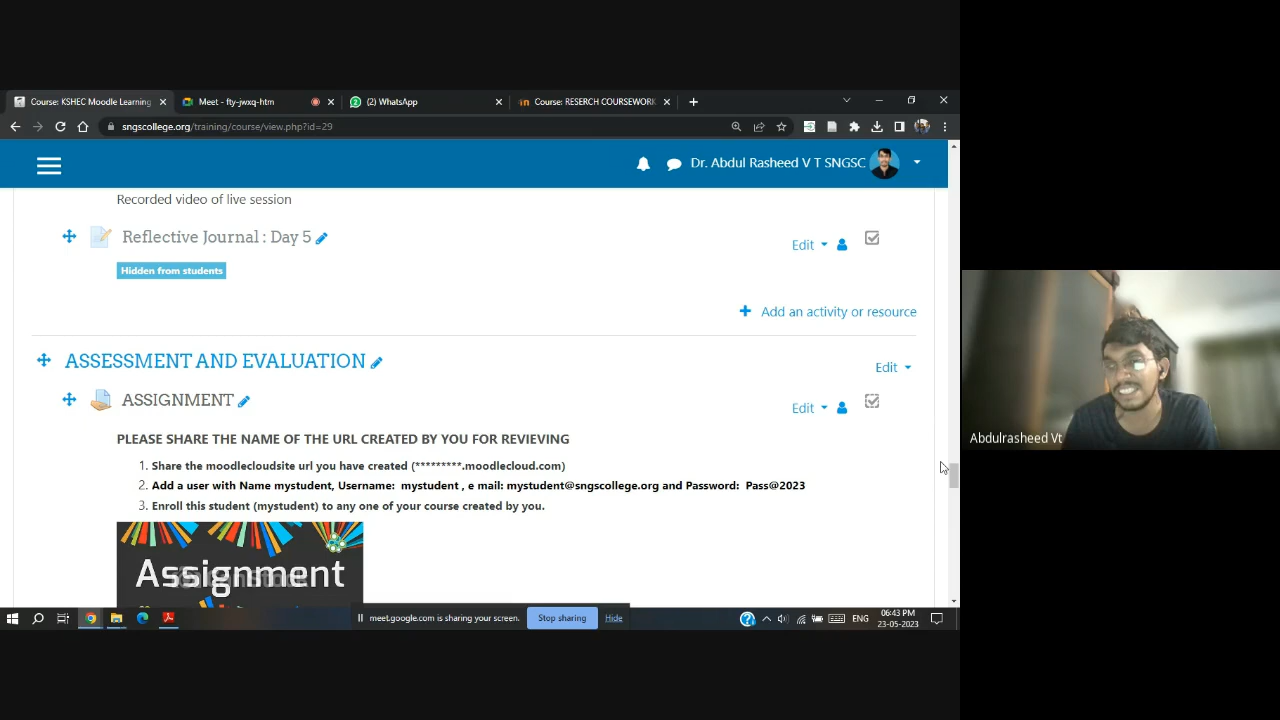 Course: KSHEC Moodle Learning
Meet - fty-jwxq-htm
(2) WhatsApp
Course: RESERCH COURSEWORK
sngscollege.org/training/course/view.php?id=29
Dr. Abdul Rasheed V T SNGSC
Recorded video of live session
Reflective Journal : Day 5
Edit
Hidden from students
Add an activity or resource
ASSESSMENT AND EVALUATION
Edit
ASSIGNMENT
Edit
PLEASE SHARE THE NAME OF THE URL CREATED BY YOU FOR REVIEVING
1. Share the moodlecloudsite url you have created (*********.moodlecloud.com)
2. Add a user with Name mystudent, Username: mystudent , e mail: mystudent@sngscollege.org and Password: Pass@2023
3. Enroll this student (mystudent) to any one of your course created by you.
Assignment
meet.google.com is sharing your screen.
Stop sharing
Hide
ENG
06:43 PM
23-05-2023
Abdulrasheed Vt